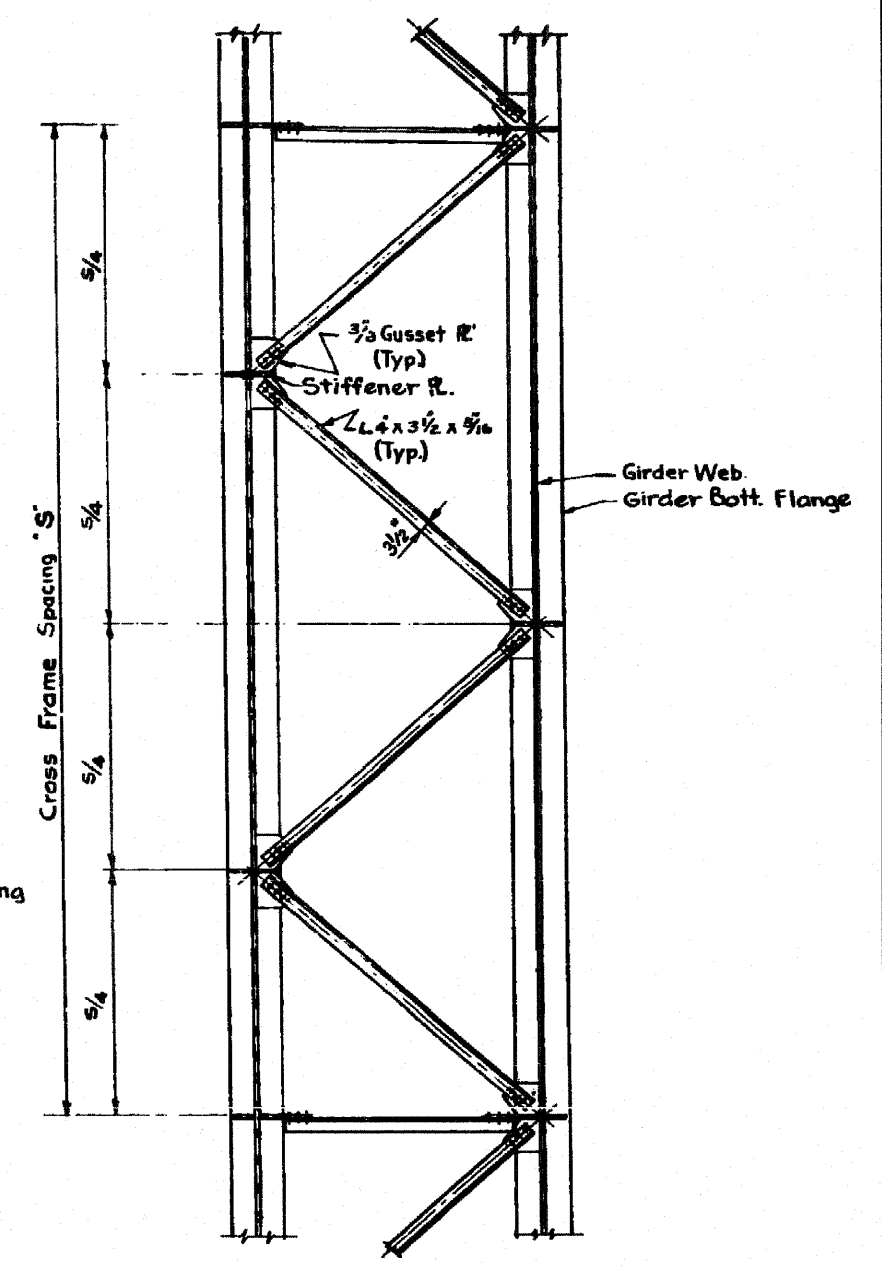 S/4
3/8" Gusset PL
(Typ.)
Stiffener PL.
L 4" x 3 1/2" x 5/16"
(Typ.)
Girder Web.
Girder Bott. Flange
S/4
3 1/2"
Cross Frame Spacing "S"
S/4
ng
S/4